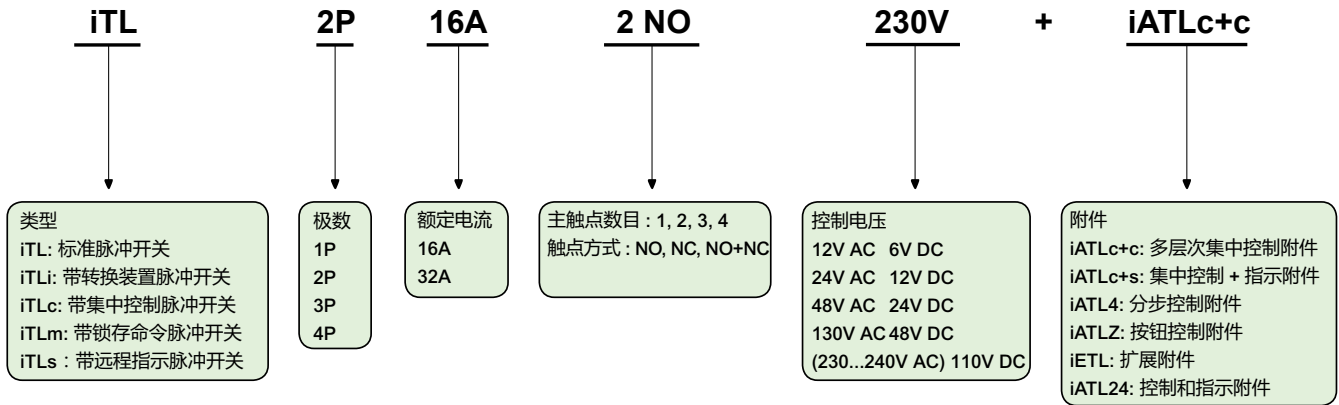 iTL 2P 16A 2 NO 230V + iATLc+c
类型
iTL: 标准脉冲开关
iTLi: 带转换装置脉冲开关
iTLc: 带集中控制脉冲开关
iTLm: 带锁存命令脉冲开关
iTLs：带远程指示脉冲开关
极数
1P
2P
3P
4P
额定电流
16A
32A
主触点数目 : 1, 2, 3, 4
触点方式 : NO, NC, NO+NC
控制电压
12V AC 6V DC
24V AC 12V DC
48V AC 24V DC
130V AC 48V DC
(230...240V AC) 110V DC
附件
iATLc+c: 多层次集中控制附件
iATLc+s: 集中控制 + 指示附件
iATL4: 分步控制附件
iATLZ: 按钮控制附件
iETL: 扩展附件
iATL24: 控制和指示附件